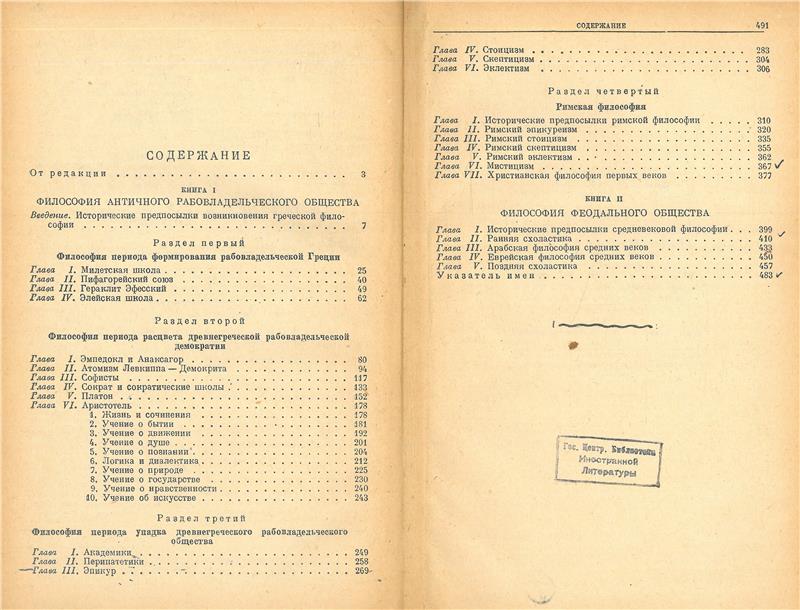 СОДЕРЖАНИЕ
От редакции . . . 3
КНИГА I
ФИЛОСОФИЯ АНТИЧНОГО РАБОВЛАДЕЛЬЧЕСКОГО ОБЩЕСТВА
Введение. Исторические предпосылки возникновения греческой фило-
софии . . . 7
Раздел первый
Философия периода формирования рабовладельческой Греции
Глава I. Милетская школа . . . 25
Глава II. Пифагорейский союз . . . 40
Глава III. Гераклит Эфесский . . . 49
Глава IV. Элейская школа . . . 62
Раздел второй
Философия периода расцвета древнегреческой рабовладельческой
демократии
Глава I. Эмпедокл и Анаксагор . . . 80
Глава II. Атомизм Левкиппа — Демокрита . . . 94
Глава III. Софисты . . . 117
Глава IV. Сократ и сократические школы . . . 133
Глава V. Платон . . . 152
Глава VI. Аристотель . . . 178
1. Жизнь и сочинения . . . 178
2. Учение о бытии . . . 181
3. Учение о движении . . . 192
4. Учение о душе . . . 201
5. Учение о познании . . . 204
6. Логика и диалектика . . . 212
7. Учение о природе . . . 225
8. Учение о государстве . . . 230
9. Учение о нравственности . . . 240
10. Учение об искусстве . . . 243
Раздел третий
Философия периода упадка древнегреческого рабовладельческого
общества
Глава I. Академики . . . 249
Глава II. Перипатетики . . . 258
Глава III. Эпикур . . . 269
СОДЕРЖАНИЕ 491
Глава IV. Стоицизм . . . 283
Глава V. Скептицизм . . . 304
Глава VI. Эклектизм . . . 306
Раздел четвертый
Римская философия
Глава I. Исторические предпосылки римской философии . . . 310
Глава II. Римский эпикуреизм . . . 320
Глава III. Римский стоицизм . . . 335
Глава IV. Римский скептицизм . . . 355
Глава V. Римский эклектизм . . . 362
Глава VI. Мистицизм . . . 367
Глава VII. Христианская философия первых веков . . . 377
КНИГА II
ФИЛОСОФИЯ ФЕОДАЛЬНОГО ОБЩЕСТВА
Глава I. Исторические предпосылки средневековой философии . . . 399
Глава II. Ранняя схоластика . . . 410
Глава III. Арабская философия средних веков . . . 433
Глава IV. Еврейская философия средних веков . . . 450
Глава V. Поздняя схоластика . . . 457
Указатель имен . . . 483
Гос. Центр. Библиотека
Иностранной
Литературы